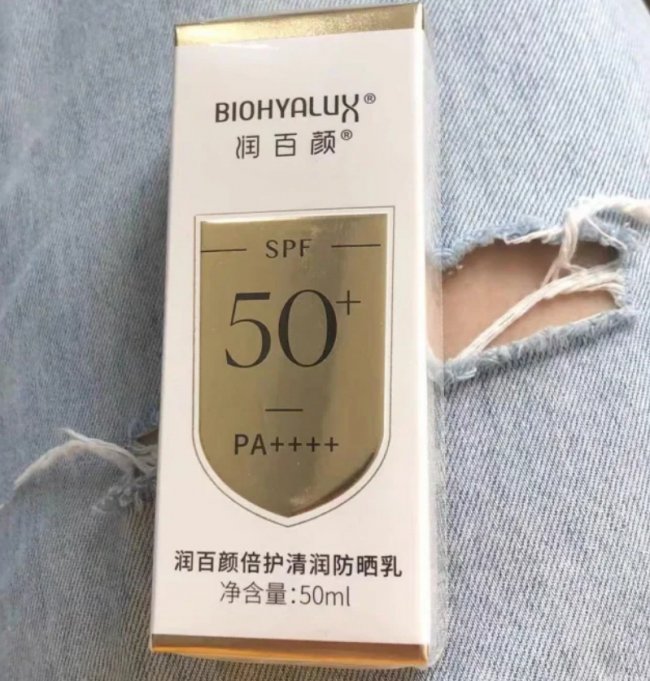 BIOHYALUX®
润百颜®
SPF
50+
PA++++
润百颜倍护清润防晒乳
净含量:50ml